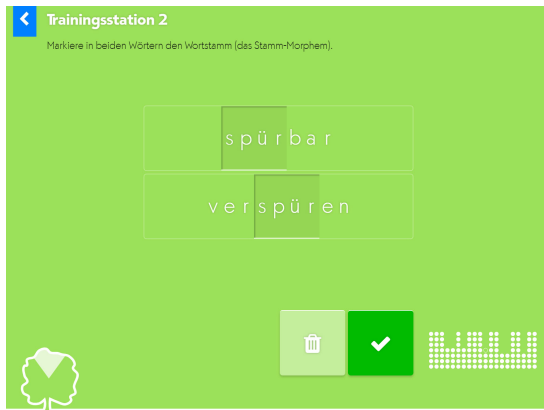 Trainingsstation 2
Markiere in beiden Wörtern den Wortstamm (das Stamm-Morphem).
spürbar
verspüren